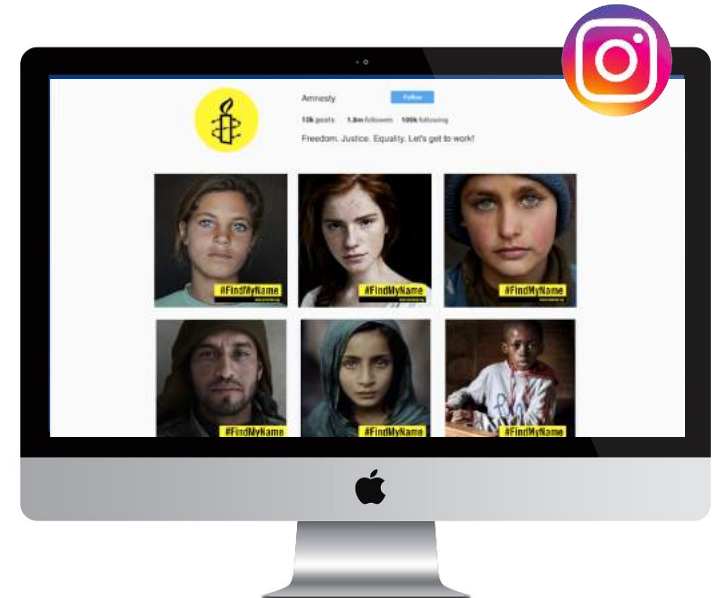 Amnesty
Follow
10k posts 1.8m followers 100k following
Freedom. Justice. Equality. Let's get to work!
#FindMyName
#FindMyName
#FindMyName
#FindMyName
#FindMyName
#FindMyName